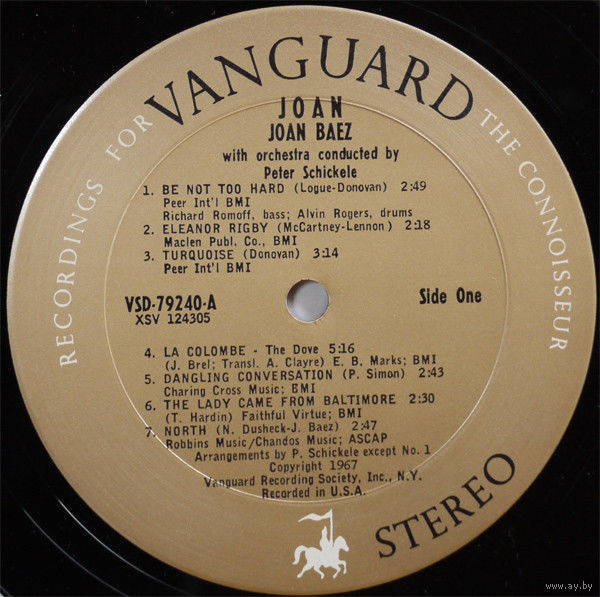 RECORDINGS FOR VANGUARD THE CONNOISSEUR
JOAN
JOAN BAEZ
with orchestra conducted by
Peter Schickele
1. BE NOT TOO HARD (Logue-Donovan) 2:49
Peer Int'l BMI
Richard Romoff, bass; Alvin Rogers, drums
2. ELEANOR RIGBY (McCartney-Lennon) 2:18
Maclen Publ. Co., BMI
3. TURQUOISE (Donovan) 3:14
Peer Int'l BMI
VSD-79240-A Side One
XSV 124305
4. LA COLOMBE - The Dove 5:16
(J. Brel; Transl. A. Clayre) E. B. Marks; BMI
5. DANGLING CONVERSATION (P. Simon) 2:43
Charing Cross Music; BMI
6. THE LADY CAME FROM BALTIMORE 2:30
(T. Hardin) Faithful Virtue; BMI
7. NORTH (N. Dusheck-J. Baez) 2:47
Robbins Music/Chandos Music; ASCAP
Arrangements by P. Schickele except No. 1
Copyright 1967
Vanguard Recording Society, Inc., N.Y.
Recorded in U.S.A.
STEREO
www.ay.by